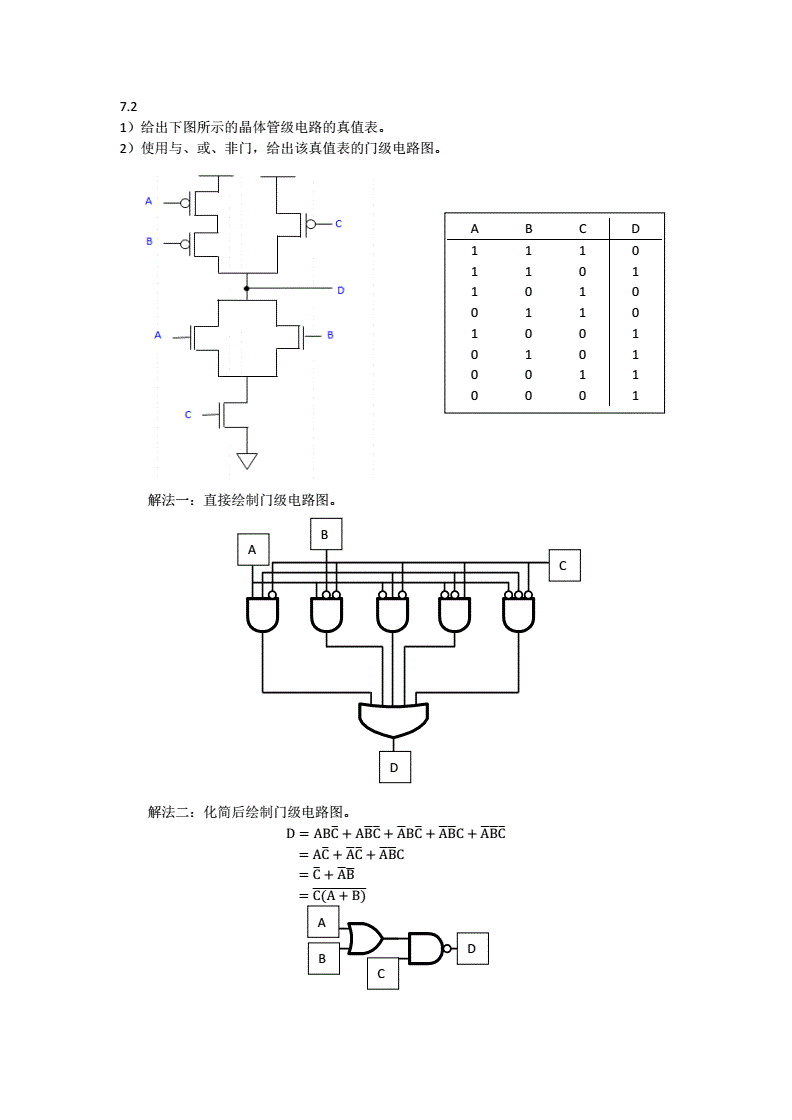 7.2
1）给出下图所示的晶体管级电路的真值表。
2）使用与、或、非门，给出该真值表的门级电路图。
A
B
C
D
A
B
C
A B C D
1 1 1 0
1 1 0 1
1 0 1 0
0 1 1 0
1 0 0 1
0 1 0 1
0 0 1 1
0 0 0 1
解法一：直接绘制门级电路图。
A
B
C
D
解法二：化简后绘制门级电路图。
D = ABC̅ + AB̅C̅ + A̅BC̅ + A̅B̅C + A̅B̅C̅
= AC̅ + A̅C̅ + A̅B̅C
= C̅ + A̅B̅
= \overline{C(A + B)}
A
B
C
D